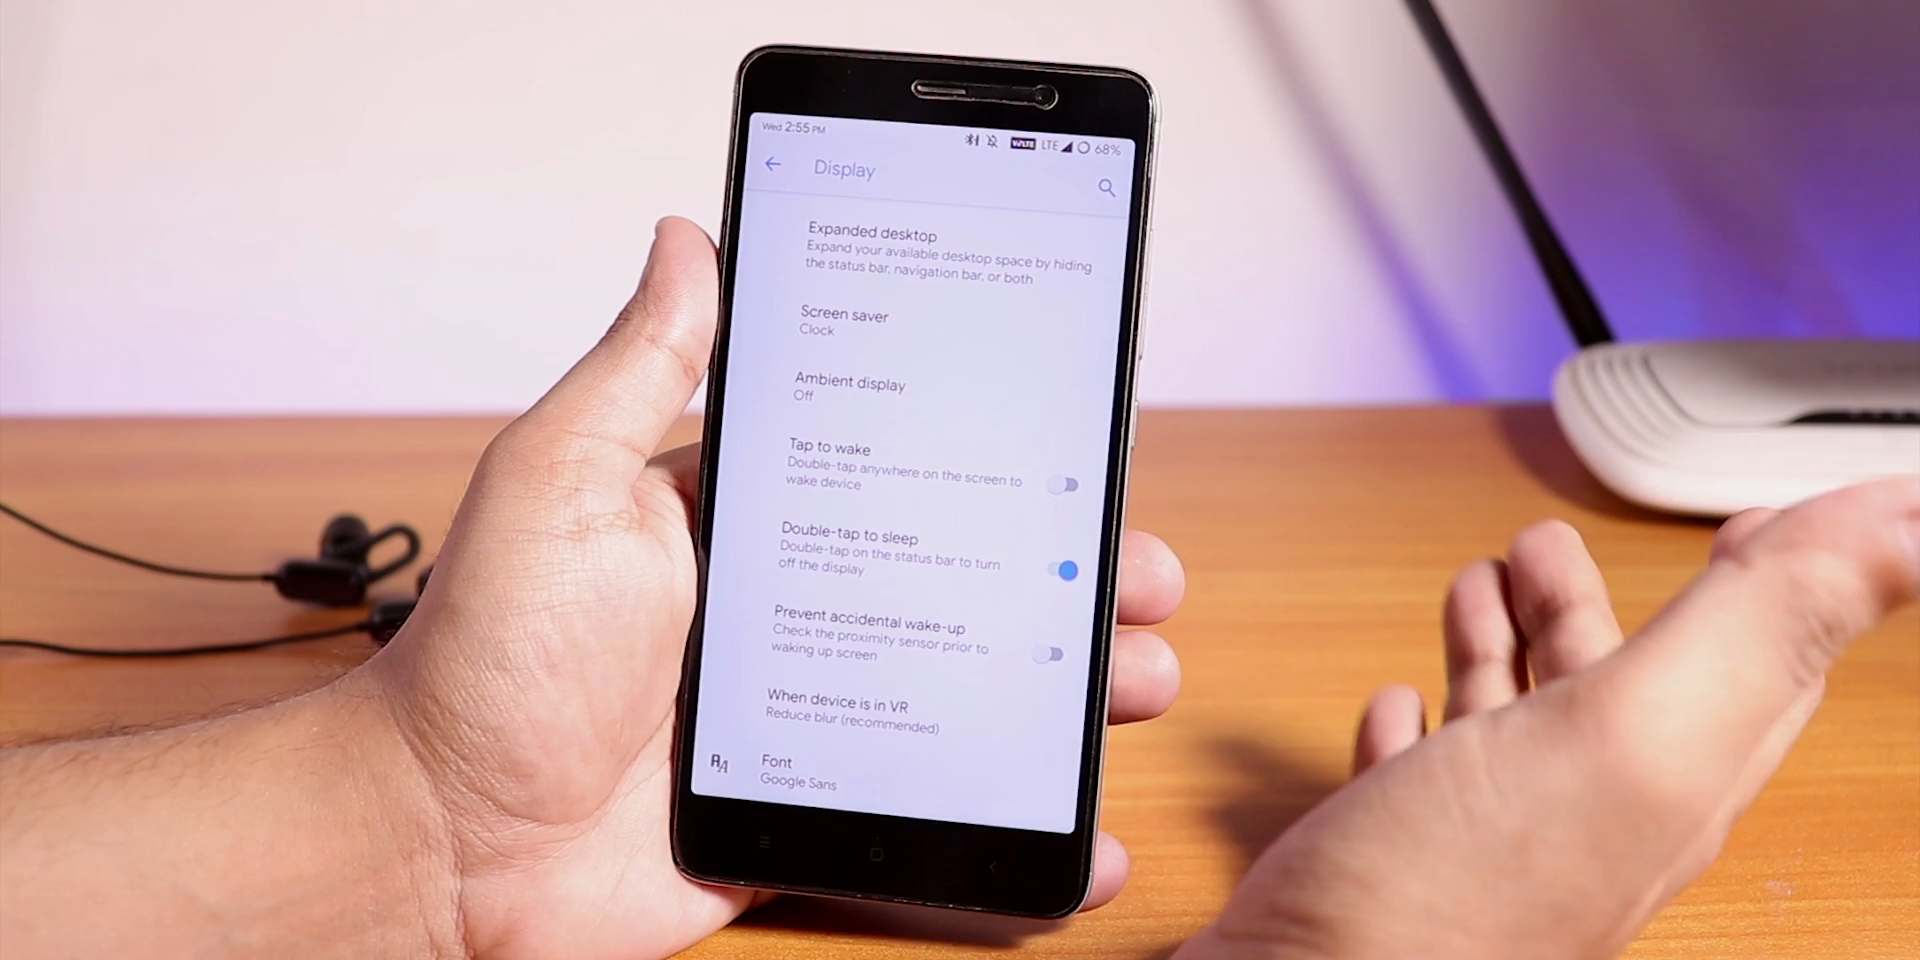 Wed 2:55 PM
VoLTE LTE 68%
Display
Expanded desktop
Expand your available desktop space by hiding
the status bar, navigation bar, or both
Screen saver
Clock
Ambient display
Off
Tap to wake
Double-tap anywhere on the screen to
wake device
Double-tap to sleep
Double-tap on the status bar to turn
off the display
Prevent accidental wake-up
Check the proximity sensor prior to
waking up screen
When device is in VR
Reduce blur (recommended)
AA
Font
Google Sans